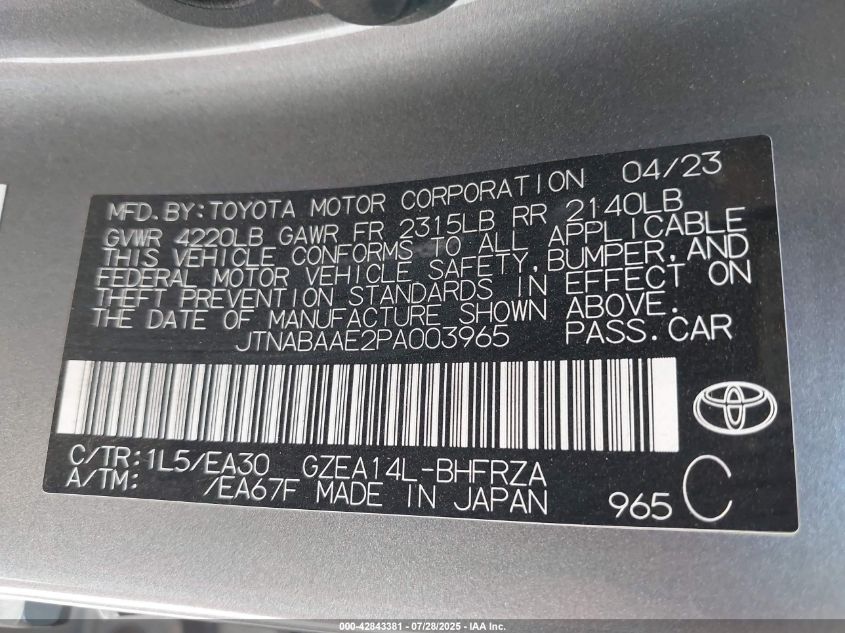 MFD. BY: TOYOTA MOTOR CORPORATION 04/23
GVWR 4220LB GAWR FR 2315LB RR 2140LB
THIS VEHICLE CONFORMS TO ALL APPLICABLE
FEDERAL MOTOR VEHICLE SAFETY, BUMPER, AND
THEFT PREVENTION STANDARDS IN EFFECT ON
THE DATE OF MANUFACTURE SHOWN ABOVE.
JTNABAAE2PA003965 PASS. CAR
C/TR: 1L5/EA30 GZEA14L-BHFRZA
A/TM: /EA67F MADE IN JAPAN 965 C
000-42843381 - 07/28/2025 - IAA Inc.